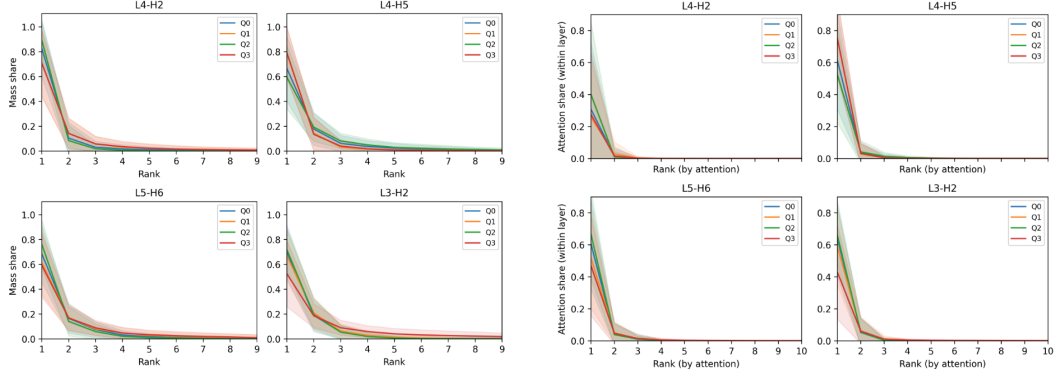 L4-H2
Mass share
1.0
0.8
0.6
0.4
0.2
0.0
1 2 3 4 5 6 7 8 9
Rank
Q0
Q1
Q2
Q3
L4-H5
1.0
0.8
0.6
0.4
0.2
0.0
1 2 3 4 5 6 7 8 9
Rank
Q0
Q1
Q2
Q3
L4-H2
Attention share (within layer)
0.8
0.6
0.4
0.2
0.0
1 2 3 4 5 6 7 8 9 10
Rank (by attention)
Q0
Q1
Q2
Q3
L4-H5
0.8
0.6
0.4
0.2
0.0
1 2 3 4 5 6 7 8 9 10
Rank (by attention)
Q0
Q1
Q2
Q3
L5-H6
Mass share
1.0
0.8
0.6
0.4
0.2
0.0
1 2 3 4 5 6 7 8 9
Rank
Q0
Q1
Q2
Q3
L3-H2
1.0
0.8
0.6
0.4
0.2
0.0
1 2 3 4 5 6 7 8 9
Rank
Q0
Q1
Q2
Q3
L5-H6
Attention share (within layer)
0.8
0.6
0.4
0.2
0.0
1 2 3 4 5 6 7 8 9 10
Rank (by attention)
Q0
Q1
Q2
Q3
L3-H2
0.8
0.6
0.4
0.2
0.0
1 2 3 4 5 6 7 8 9 10
Rank (by attention)
Q0
Q1
Q2
Q3